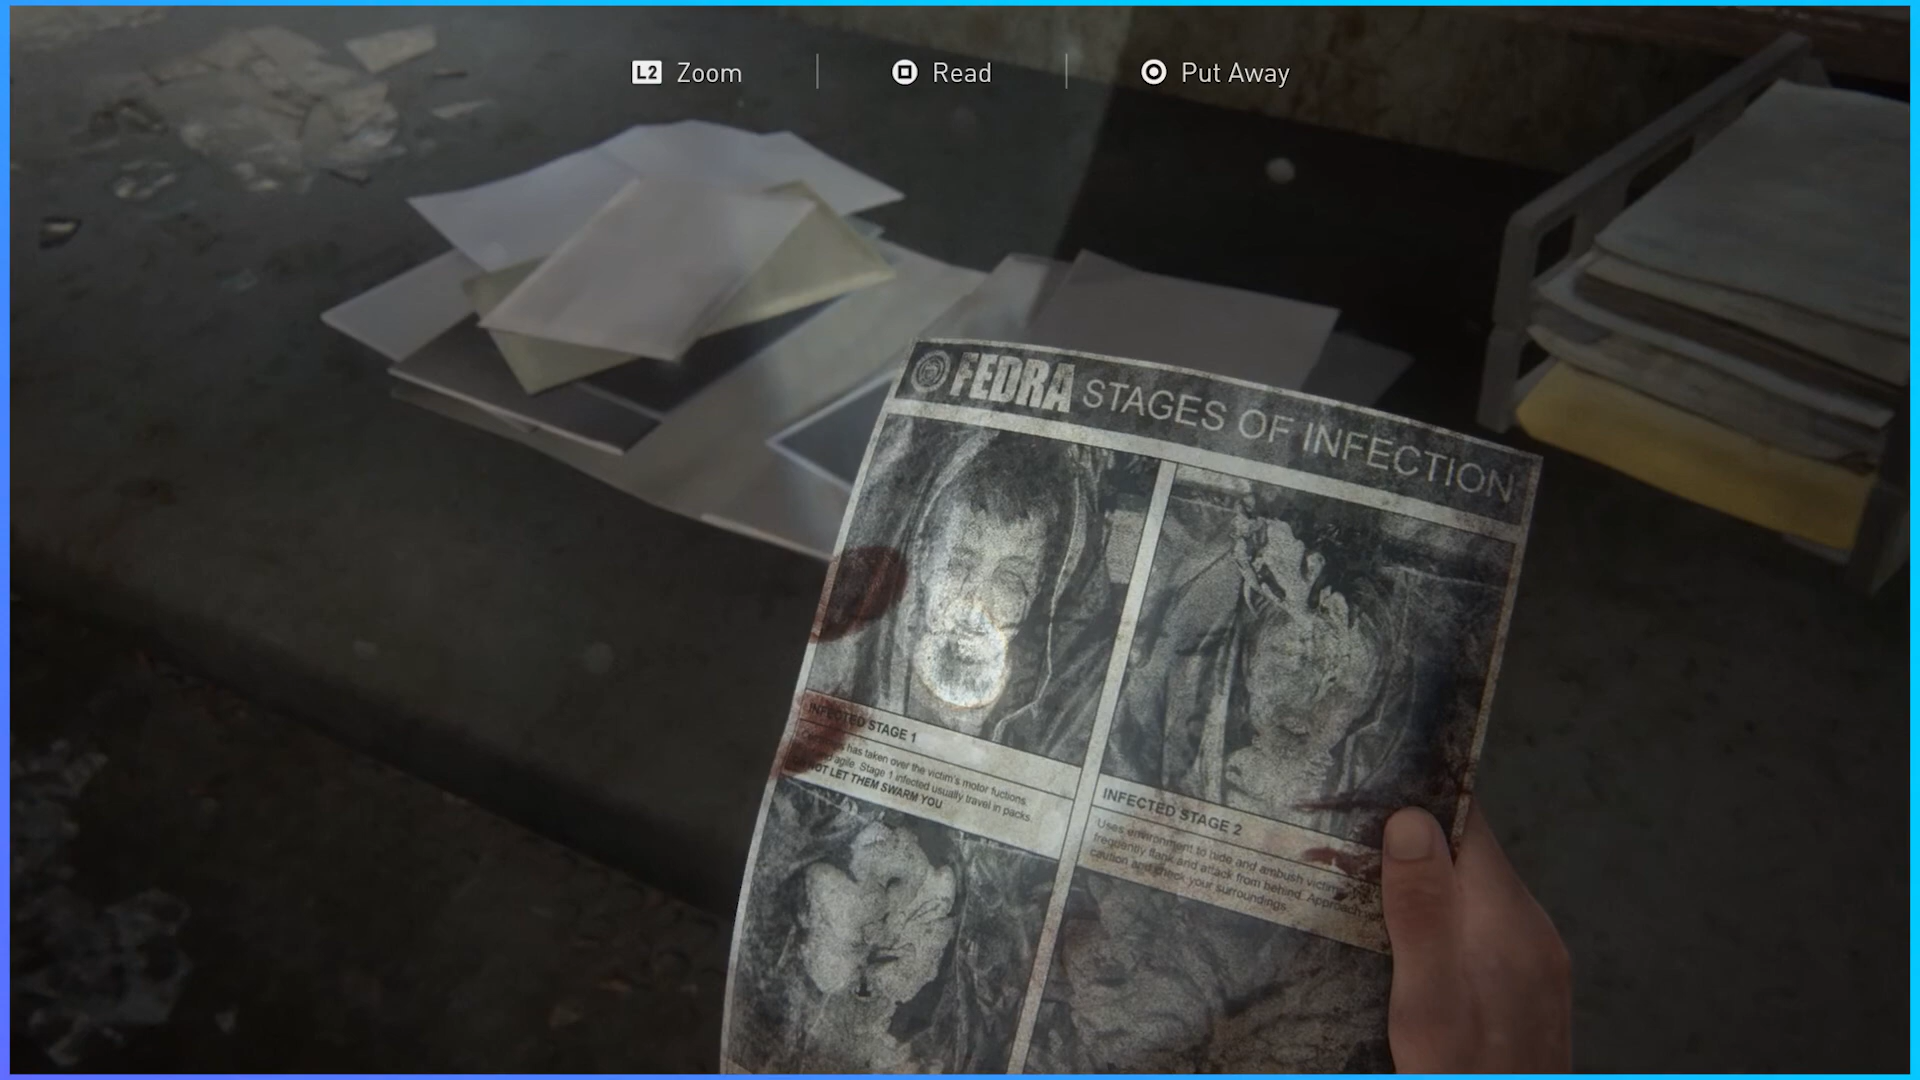 L2 Zoom
Read
Put Away
FEDRA STAGES OF INFECTION
INFECTED STAGE 1
has taken over the victim's motor fuctions.
agile. Stage 1 infected usually travel in packs.
NOT LET THEM SWARM YOU
INFECTED STAGE 2
Uses environment to hide and ambush victims.
frequently flank and attack from behind. Approach
caution and check your surroundings.